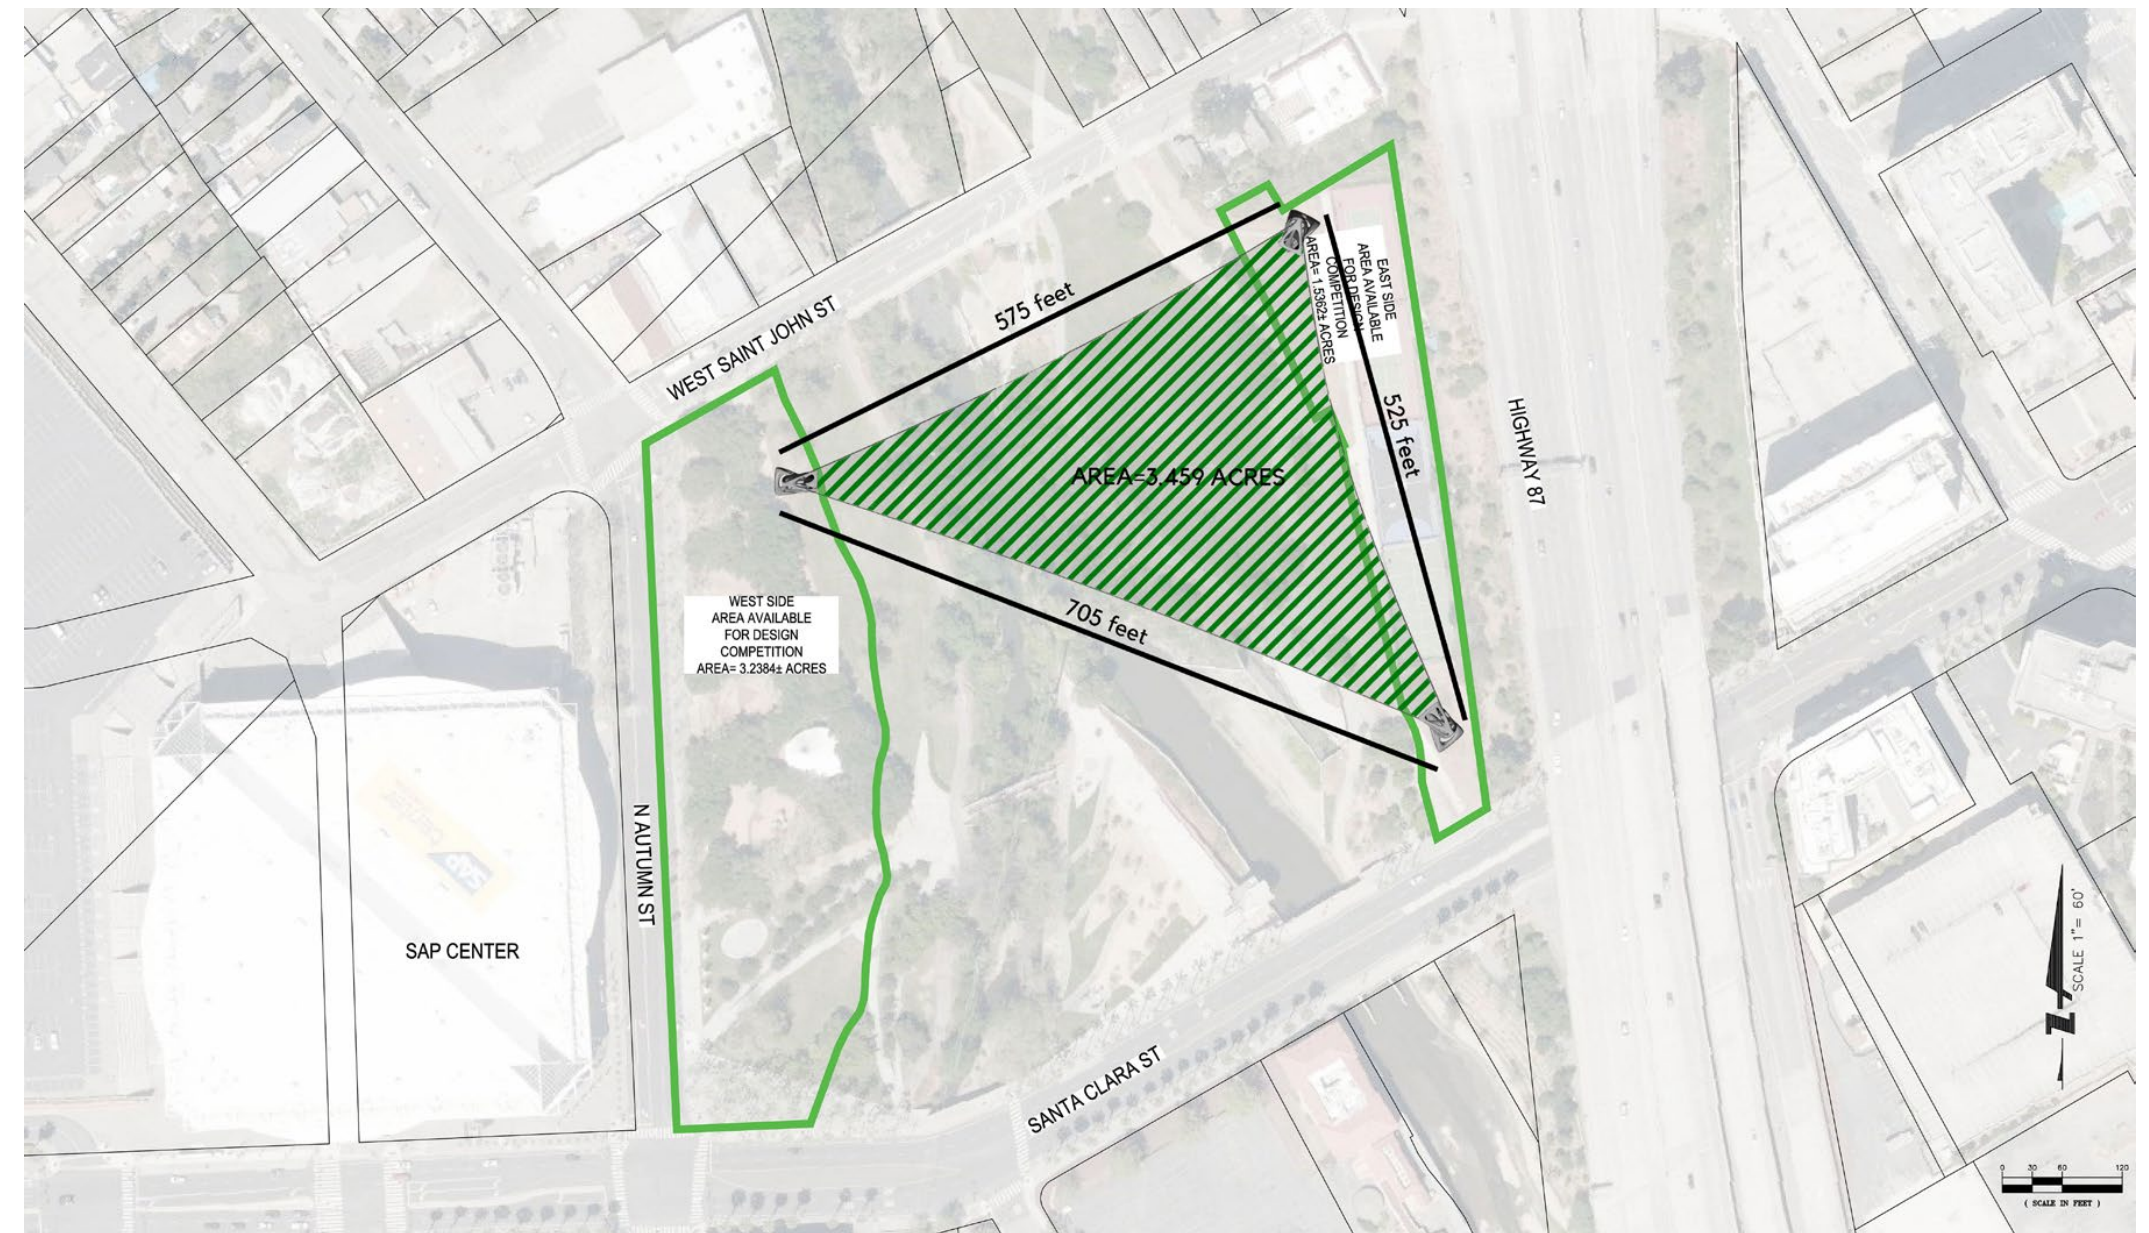 WEST SAINT JOHN ST
575 feet
EAST SIDE
AREA AVAILABLE
FOR DESIGN
COMPETITION
AREA= 1.5362± ACRES
525 feet
HIGHWAY 87
AREA=3.459 ACRES
705 feet
WEST SIDE
AREA AVAILABLE
FOR DESIGN
COMPETITION
AREA= 3.2384± ACRES
N AUTUMN ST
SAP
Center
SAP CENTER
SANTA CLARA ST
SCALE 1"= 60'
0 30 60 120
( SCALE IN FEET )